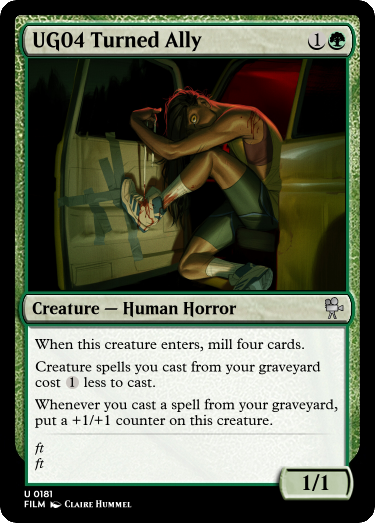 UG04 Turned Ally 1
Creature — Human Horror
When this creature enters, mill four cards.
Creature spells you cast from your graveyard
cost 1 less to cast.
Whenever you cast a spell from your graveyard,
put a +1/+1 counter on this creature.
ft
ft
1/1
U 0181
FILM Claire Hummel